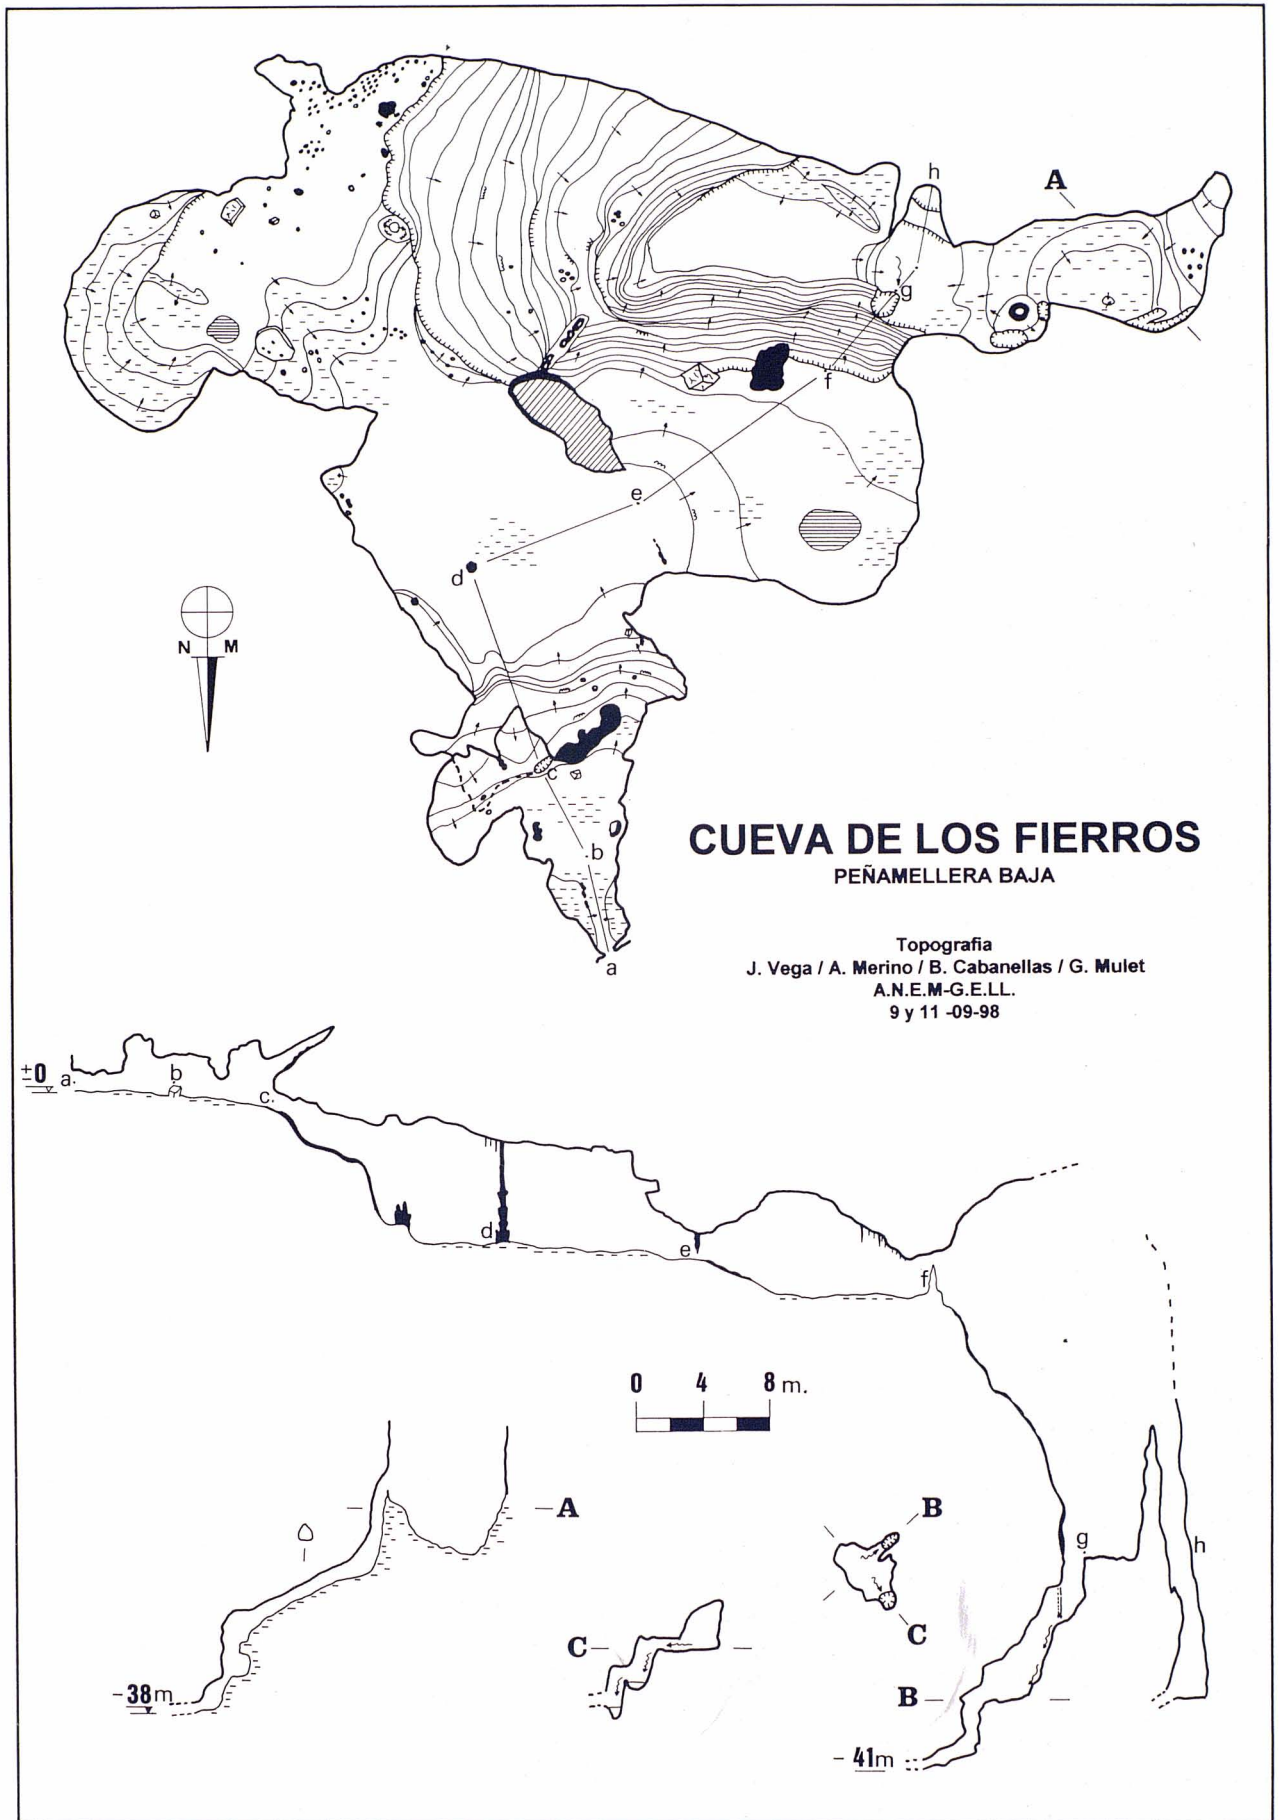 h
A
g
f
e
d
N M
c
b
a
CUEVA DE LOS FIERROS
PEÑAMELLERA BAJA
Topografia
J. Vega / A. Merino / B. Cabanellas / G. Mulet
A.N.E.M-G.E.LL.
9 y 11 -09-98
±0 a.
b
c.
d
e
f
0 4 8 m.
A
B
g
h
C
C
-38m
B
- 41m